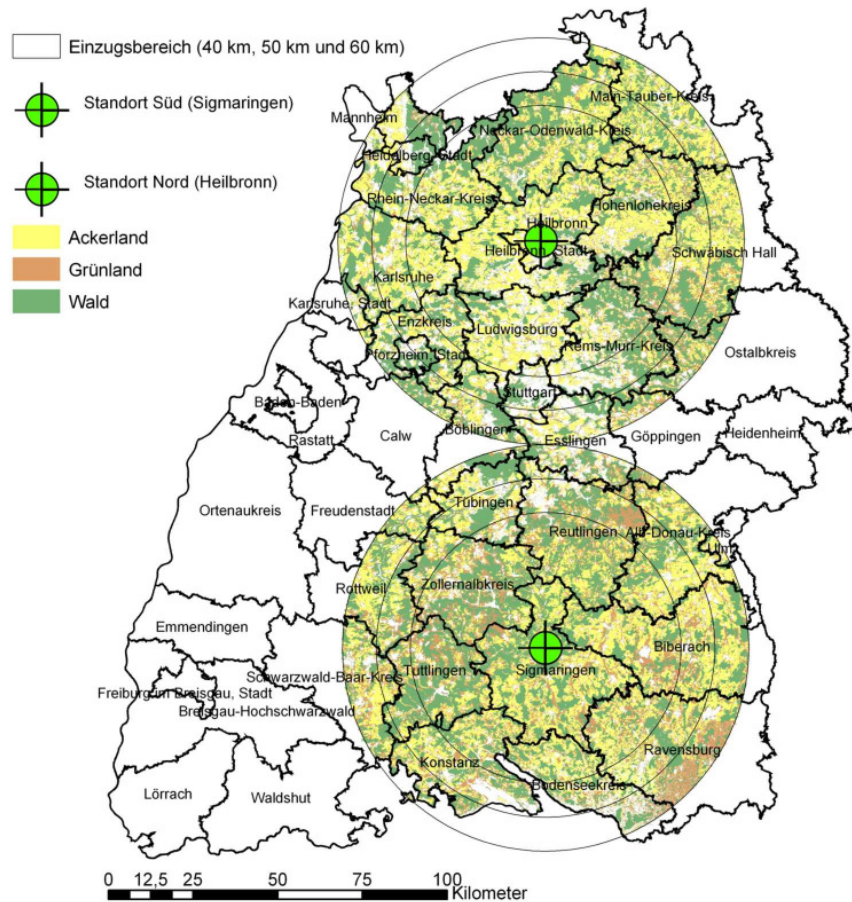 Einzugsbereich (40 km, 50 km und 60 km)
Standort Süd (Sigmaringen)
Standort Nord (Heilbronn)
Ackerland
Grünland
Wald
Main-Tauber-Kreis
Mannheim
Neckar-Odenwald-Kreis
Heidelberg, Stadt
Rhein-Neckar-Kreis
Hohenlohekreis
Heilbronn
Heilbronn, Stadt
Schwäbisch Hall
Karlsruhe
Karlsruhe, Stadt
Enzkreis
Ludwigsburg
Rems-Murr-Kreis
Ostalbkreis
Pforzheim, Stadt
Stuttgart
Baden-Baden
Rastatt
Calw
Böblingen
Esslingen
Göppingen
Heidenheim
Ortenaukreis
Freudenstadt
Tübingen
Reutlingen
Alb-Donau-Kreis
Ulm
Rottweil
Zollernalbkreis
Emmendingen
Biberach
Schwarzwald-Baar-Kreis
Tuttlingen
Sigmaringen
Freiburg im Breisgau, Stadt
Breisgau-Hochschwarzwald
Ravensburg
Konstanz
Bodenseekreis
Lörrach
Waldshut
0 12,5 25 50 75 100
Kilometer